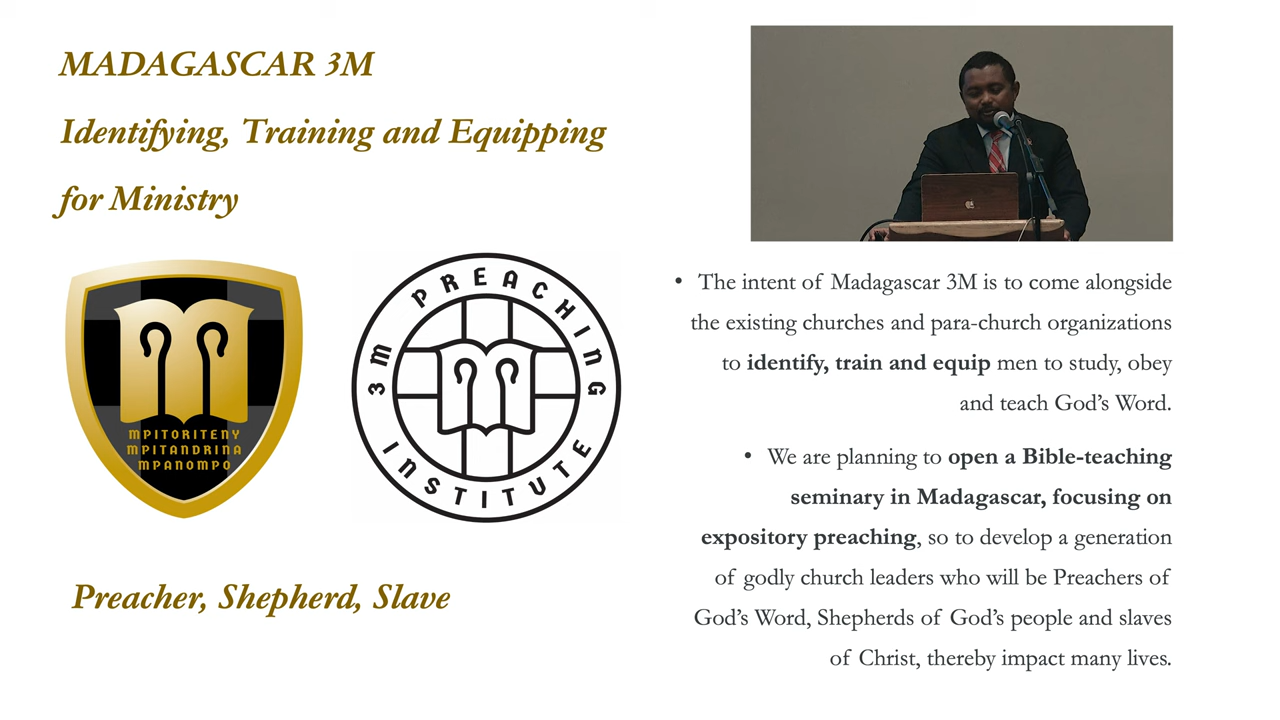 MADAGASCAR 3M
Identifying, Training and Equipping
for Ministry
MPITORITENY
MPITANDRINA
MPANOMPO
3M PREACHING
INSTITUTE
Preacher, Shepherd, Slave
• The intent of Madagascar 3M is to come alongside
the existing churches and para-church organizations
to identify, train and equip men to study, obey
and teach God’s Word.
• We are planning to open a Bible-teaching
seminary in Madagascar, focusing on
expository preaching, so to develop a generation
of godly church leaders who will be Preachers of
God’s Word, Shepherds of God’s people and slaves
of Christ, thereby impact many lives.